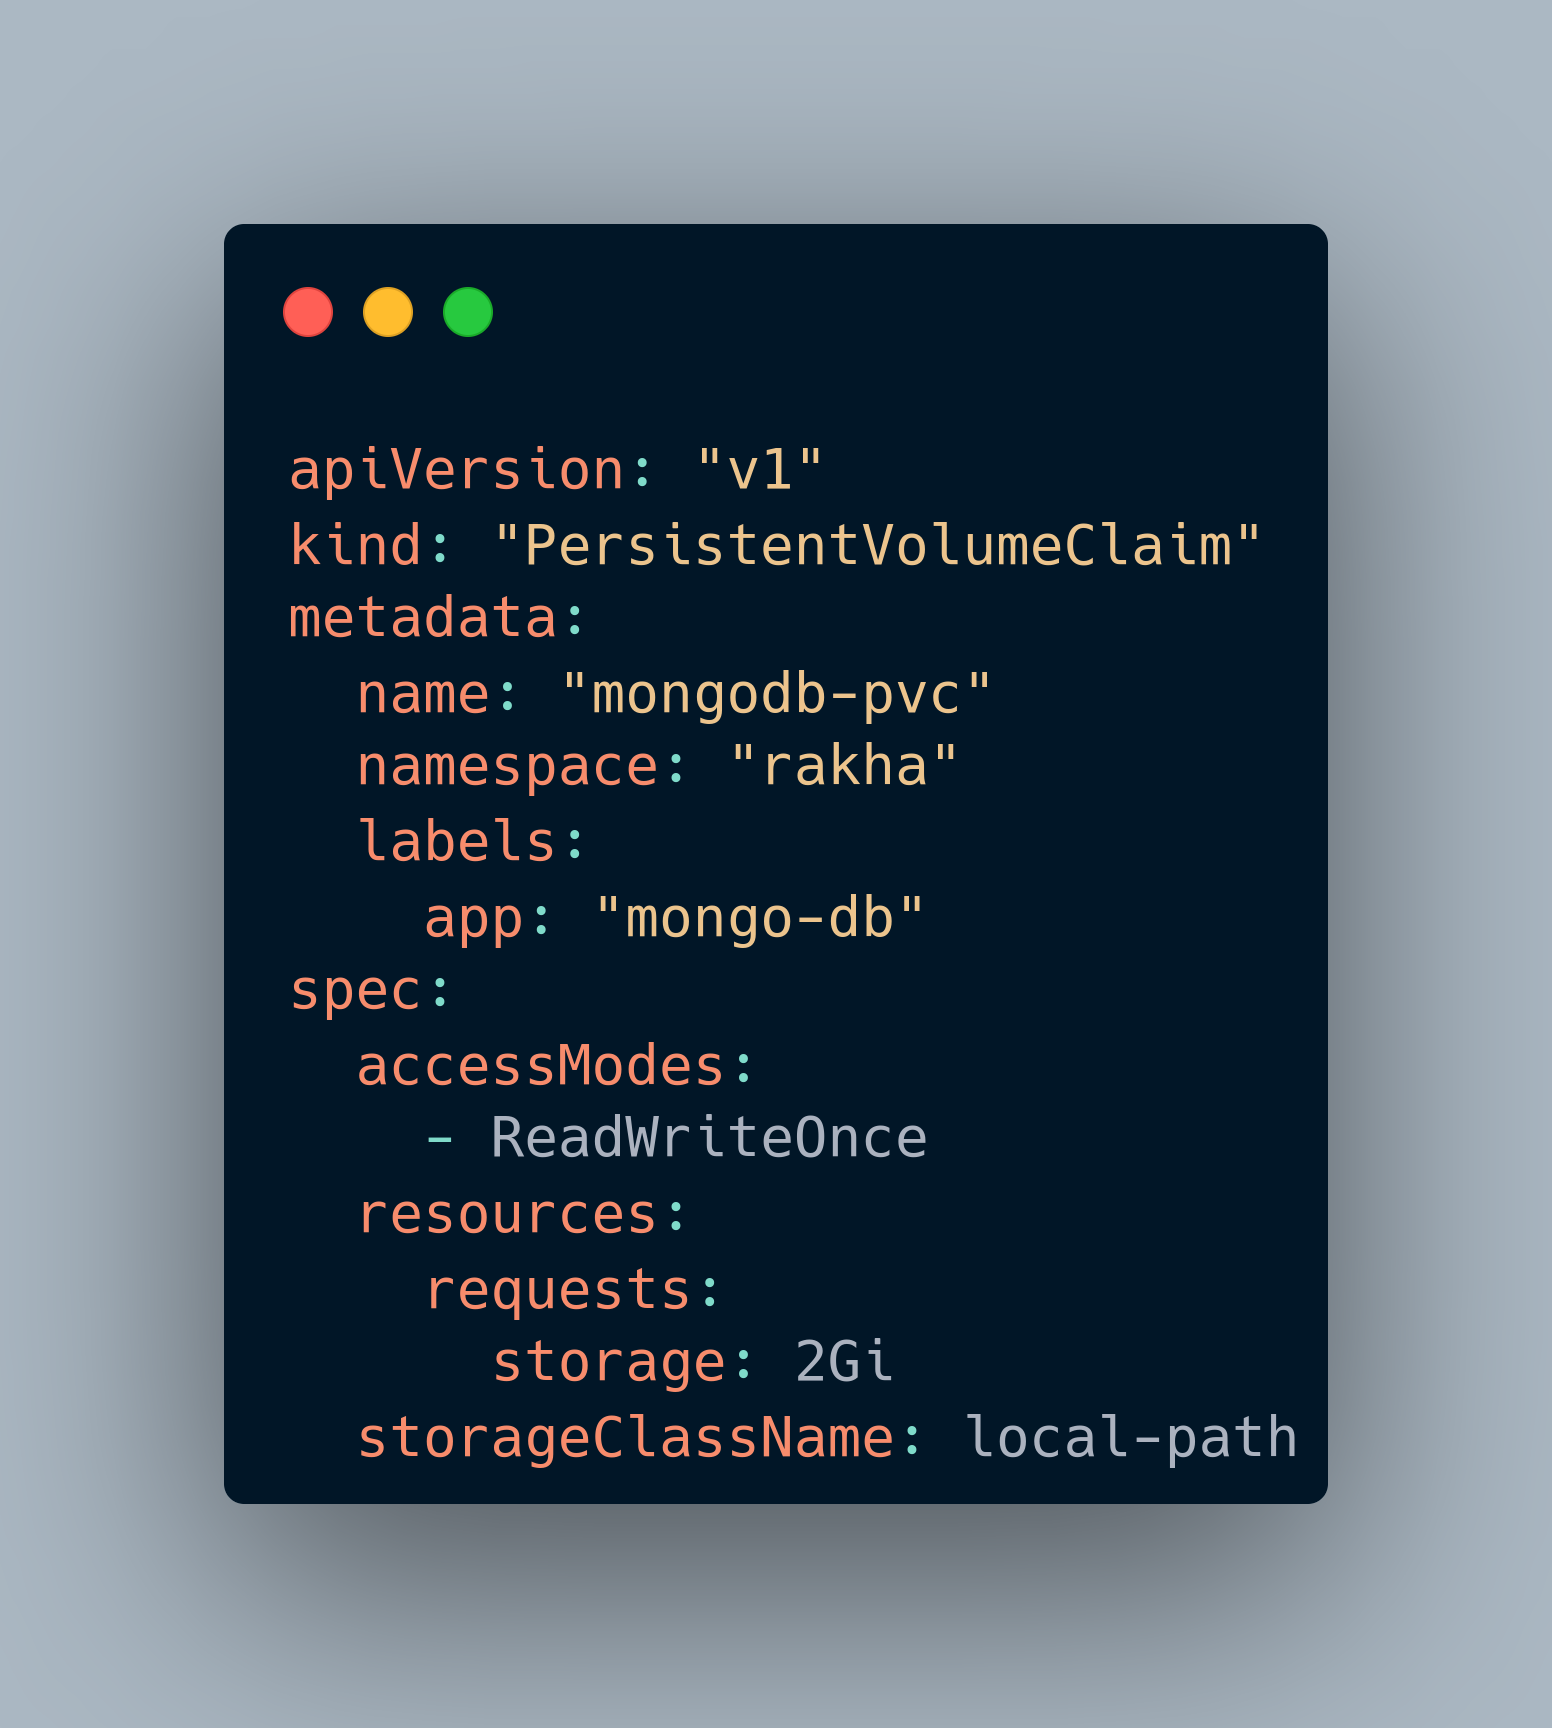 apiVersion: "v1"
kind: "PersistentVolumeClaim"
metadata:
  name: "mongodb-pvc"
  namespace: "rakha"
  labels:
    app: "mongo-db"
spec:
  accessModes:
    - ReadWriteOnce
  resources:
    requests:
      storage: 2Gi
  storageClassName: local-path